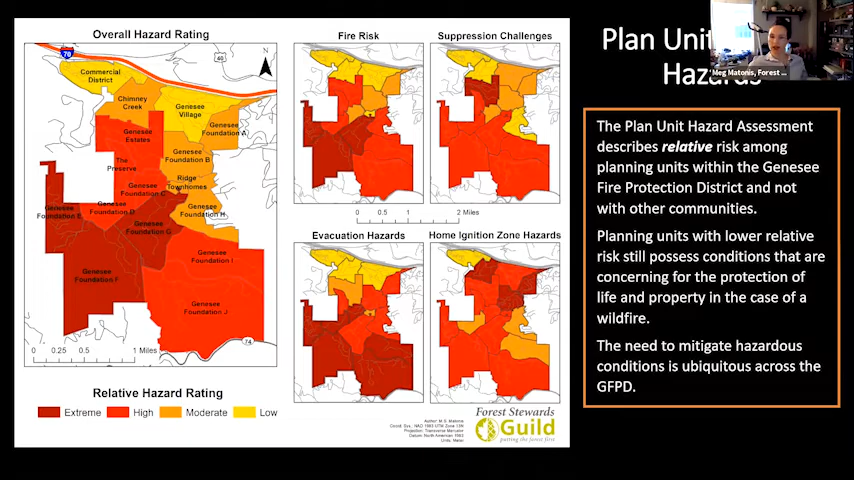 Overall Hazard Rating
70
40
N
Commercial
District
Chimney
Creek
Genesee
Village
Genesee
Foundation A
Genesee
Estates
Genesee
Foundation B
The
Preserve
Ridge
Townhomes
Genesee
Foundation C
Genesee
Foundation E
Genesee
Foundation D
Genesee
Foundation H
Genesee
Foundation G
Genesee
Foundation I
Genesee
Foundation F
Genesee
Foundation J
74
0 0.25 0.5 1 Miles
Relative Hazard Rating
Extreme High Moderate Low
Fire Risk
Suppression Challenges
0 0.5 1 2 Miles
Evacuation Hazards
Home Ignition Zone Hazards
Author: M.S. Matonis
Coord. Sys.: NAD 1983 UTM Zone 13N
Projection: Transverse Mercator
Datum: North American 1983
Units: Meter
Forest Stewards
Guild
putting the forest first
Plan Unit
Hazards
Meg Matonis, Forest ...
The Plan Unit Hazard Assessment
describes relative risk among
planning units within the Genesee
Fire Protection District and not
with other communities.
Planning units with lower relative
risk still possess conditions that are
concerning for the protection of
life and property in the case of a
wildfire.
The need to mitigate hazardous
conditions is ubiquitous across the
GFPD.